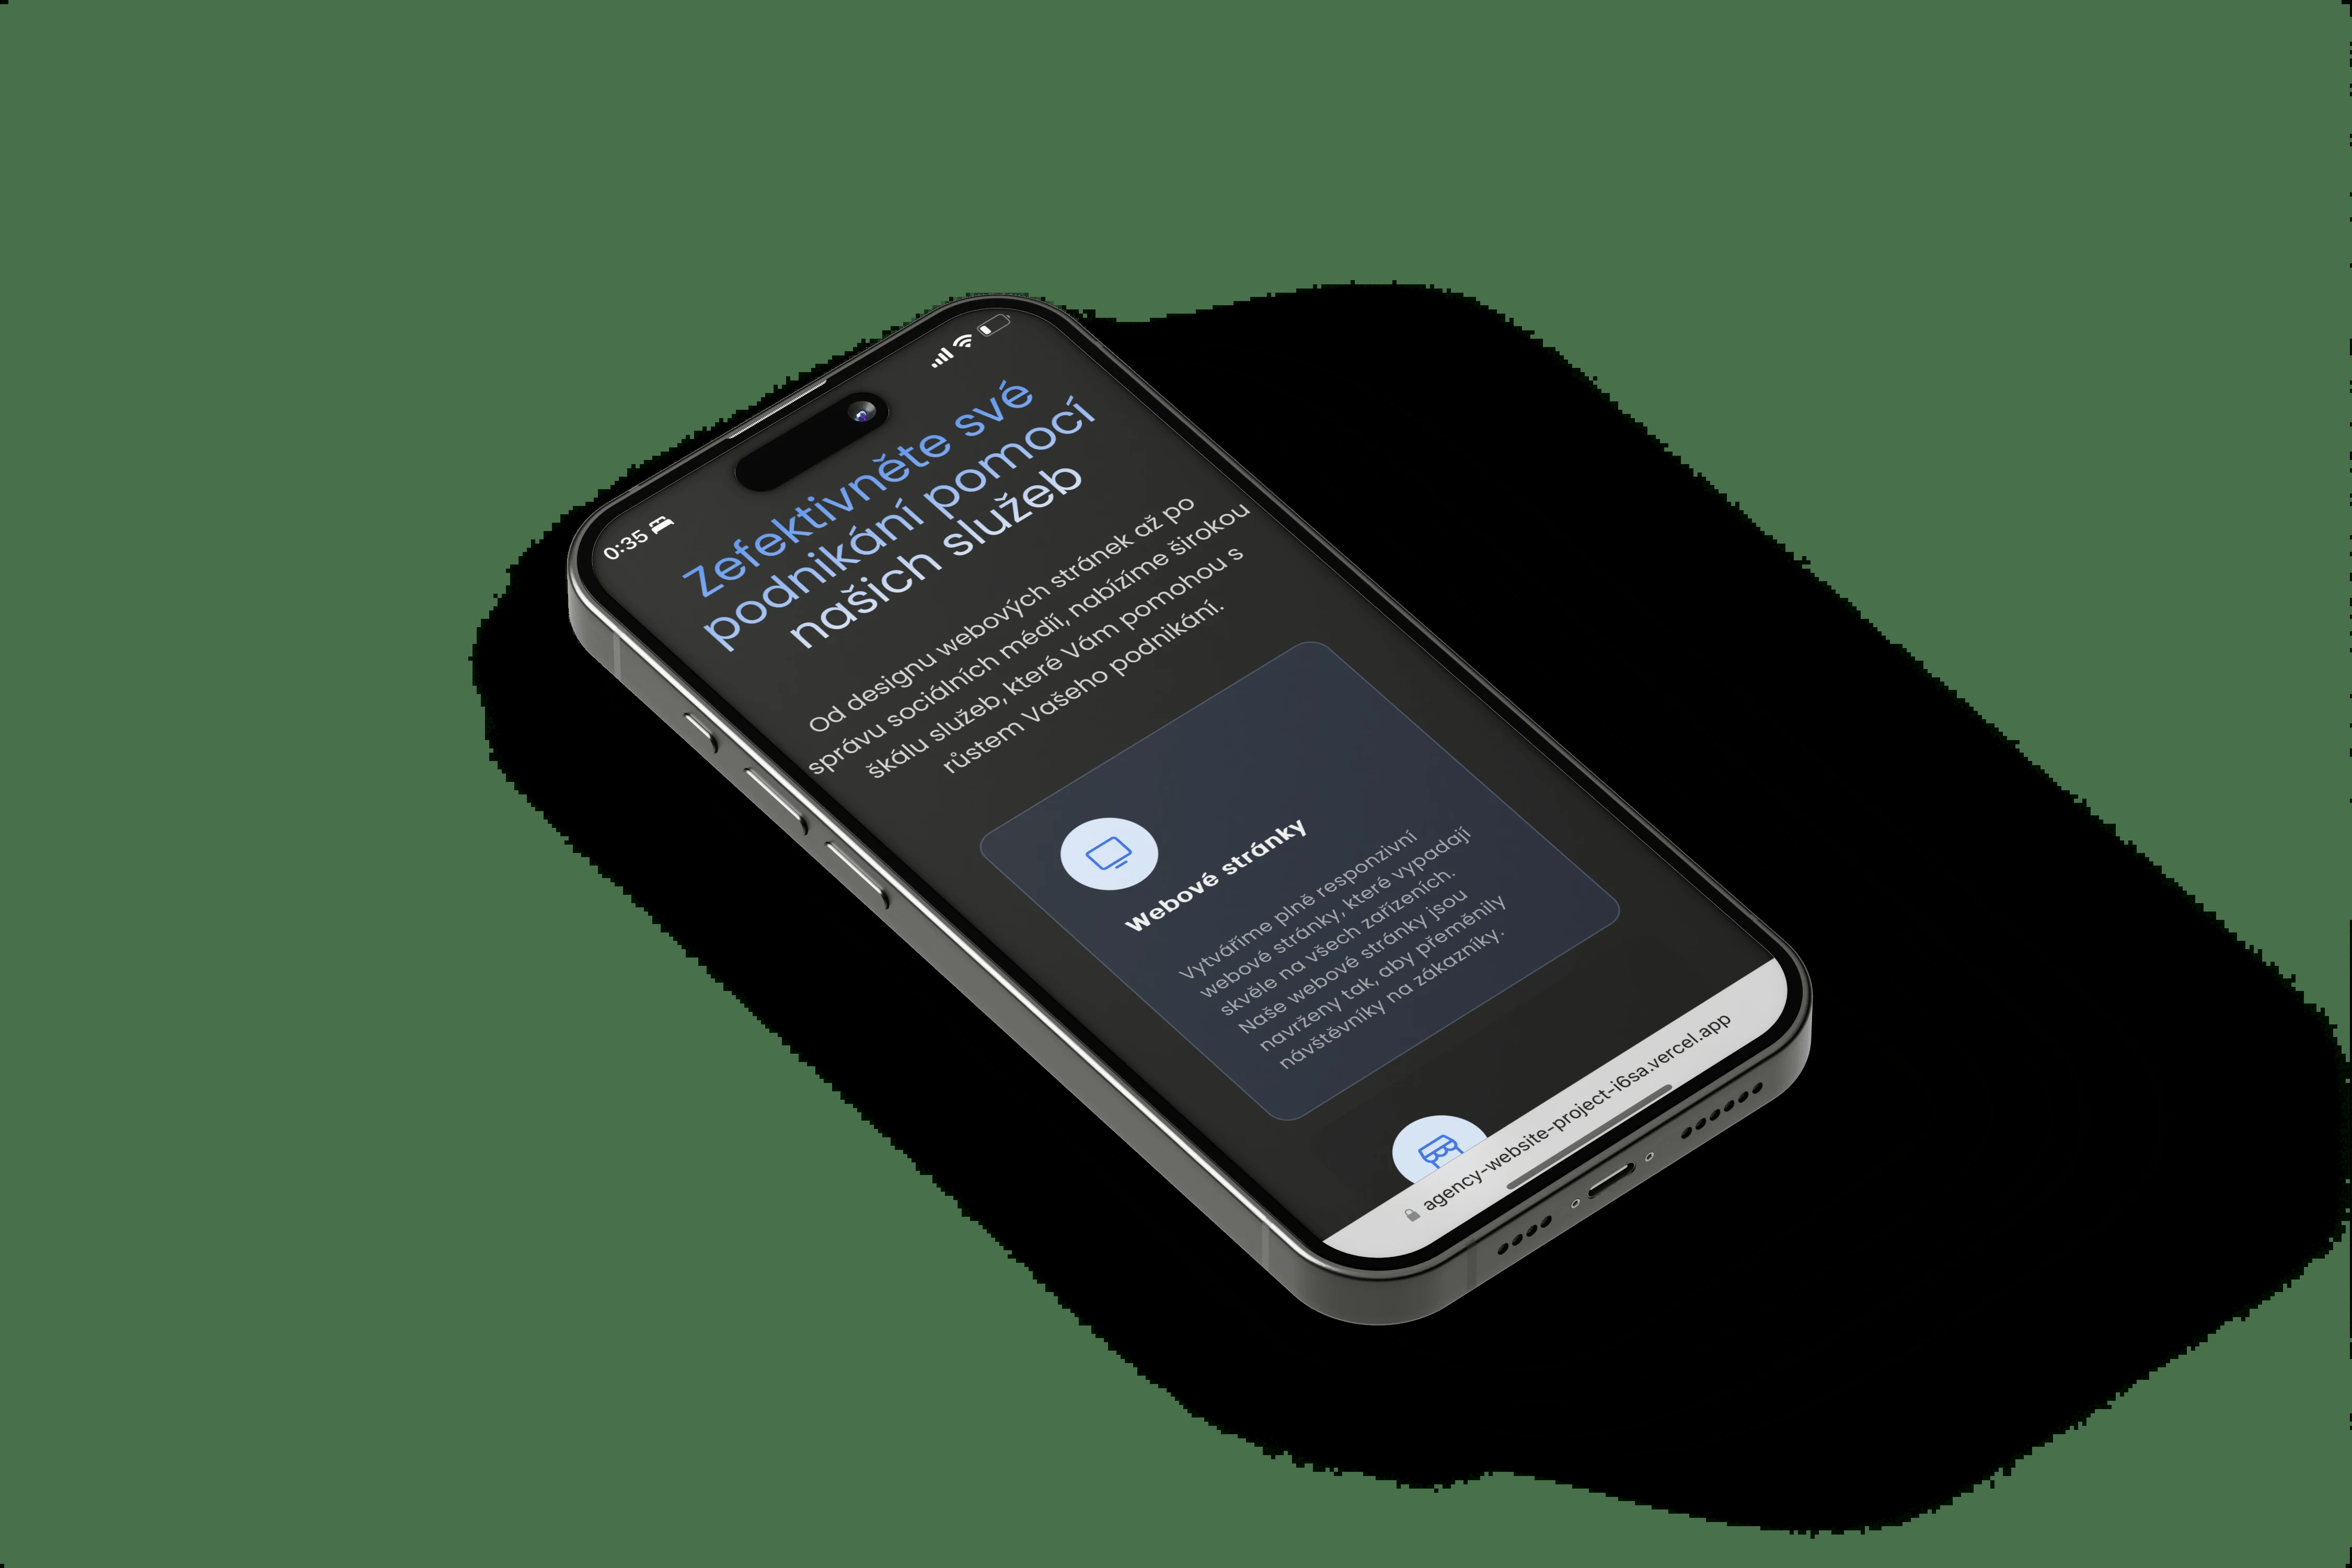 0:35
Zefektivněte své
podnikání pomocí
našich služeb
Od designu webových stránek až po
správu sociálních médií, nabízíme širokou
škálu služeb, které Vám pomohou s
růstem Vašeho podnikání.
Webové stránky
Vytváříme plně responzivní
webové stránky, které vypadají
skvěle na všech zařízeních.
Naše webové stránky jsou
navrženy tak, aby přeměnily
návštěvníky na zákazníky.
agency-website-project-i6sa.vercel.app